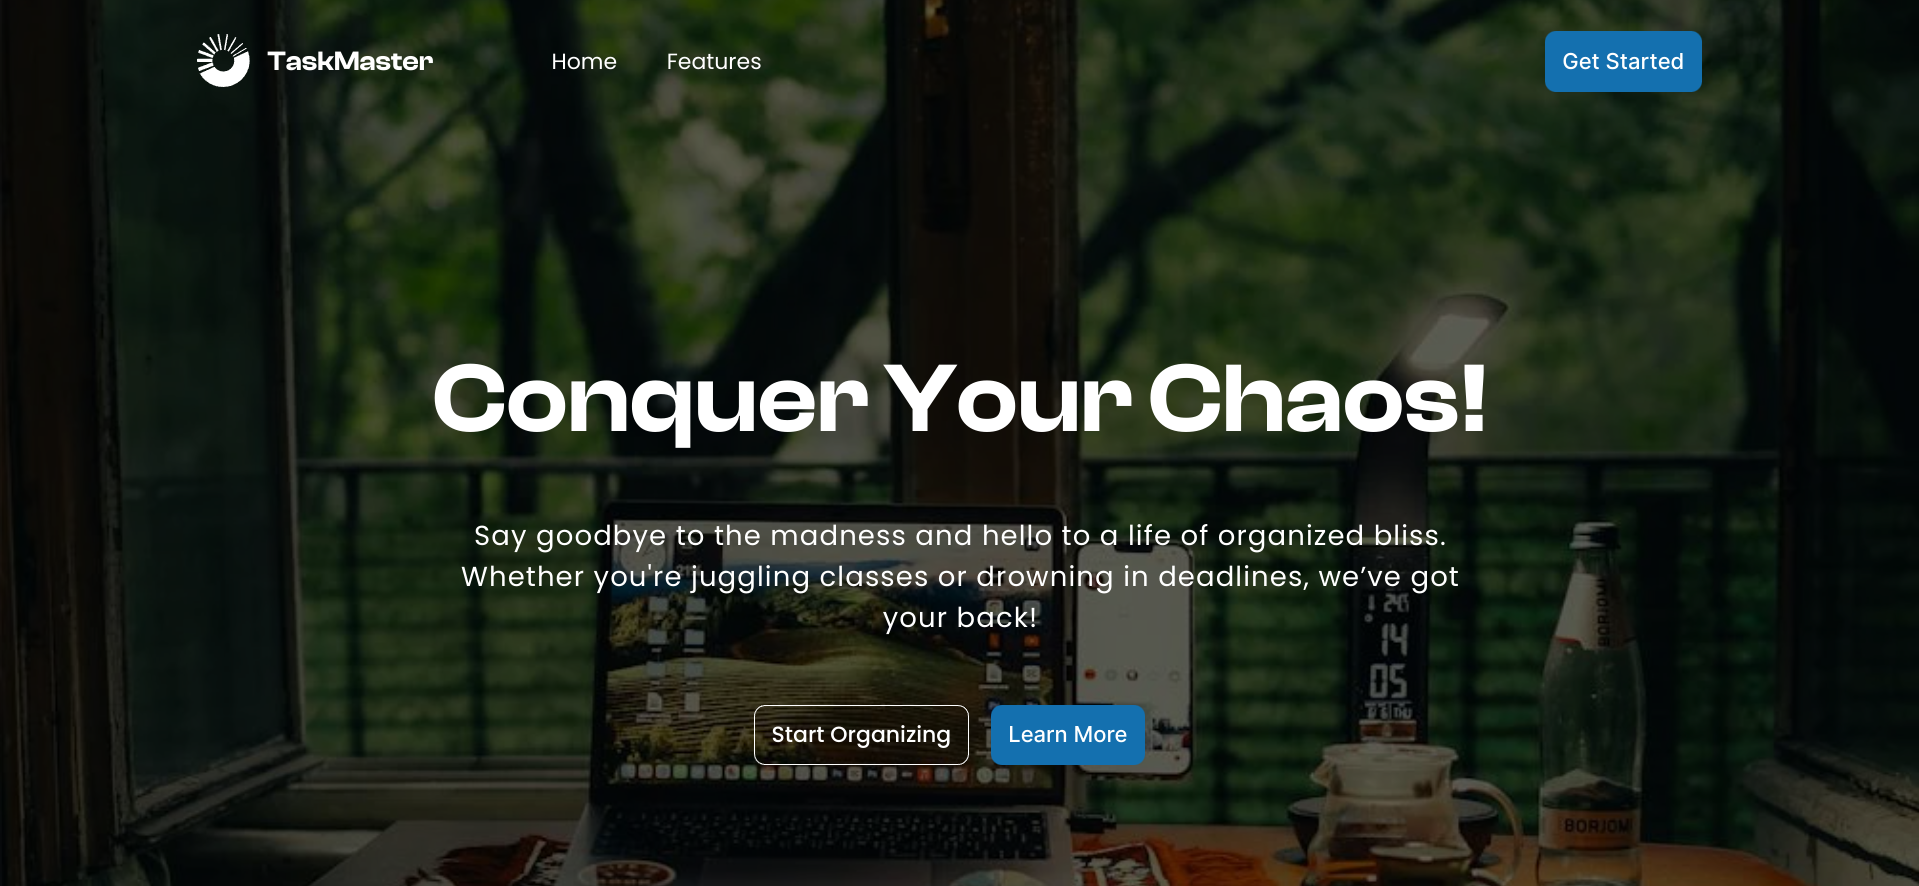 TaskMaster
Home
Features
Get Started
Conquer Your Chaos!
Say goodbye to the madness and hello to a life of organized bliss.
Whether you're juggling classes or drowning in deadlines, we’ve got
your back!
14
05
BORJOMI
Start Organizing
Learn More